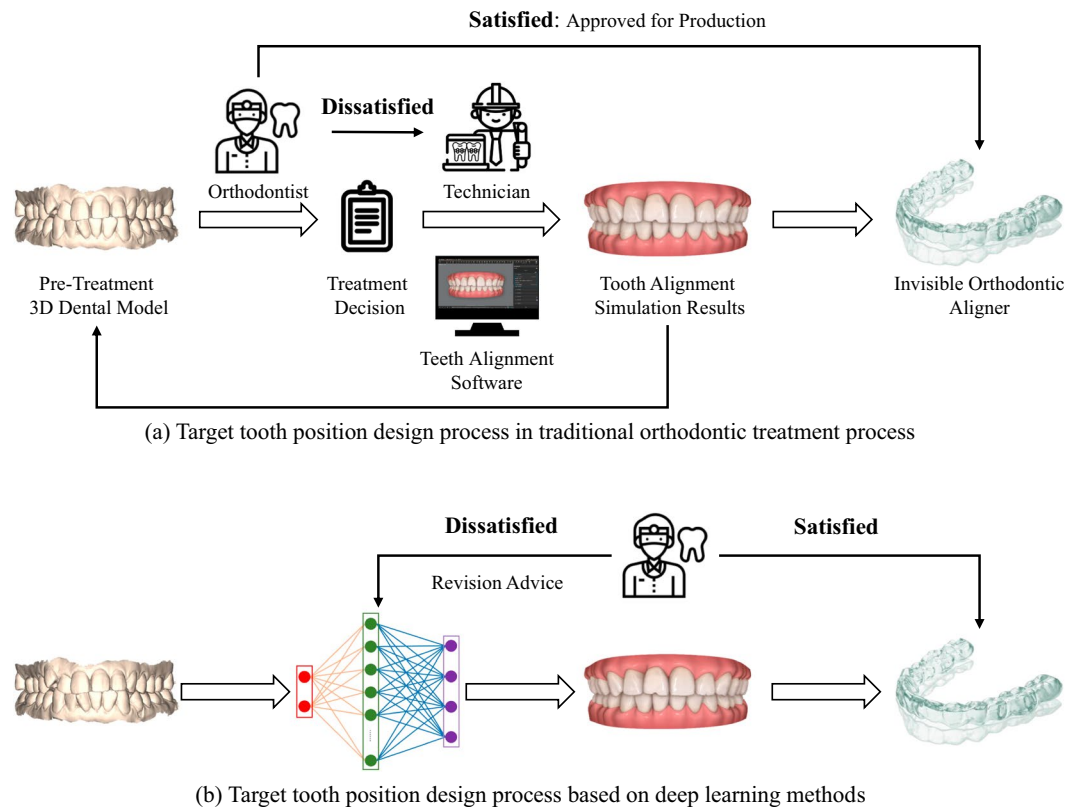 Satisfied: Approved for Production
Dissatisfied
Orthodontist
Technician
Pre-Treatment
3D Dental Model
Treatment
Decision
Teeth Alignment
Software
Tooth Alignment
Simulation Results
Invisible Orthodontic
Aligner
(a) Target tooth position design process in traditional orthodontic treatment process
Dissatisfied
Satisfied
Revision Advice
(b) Target tooth position design process based on deep learning methods